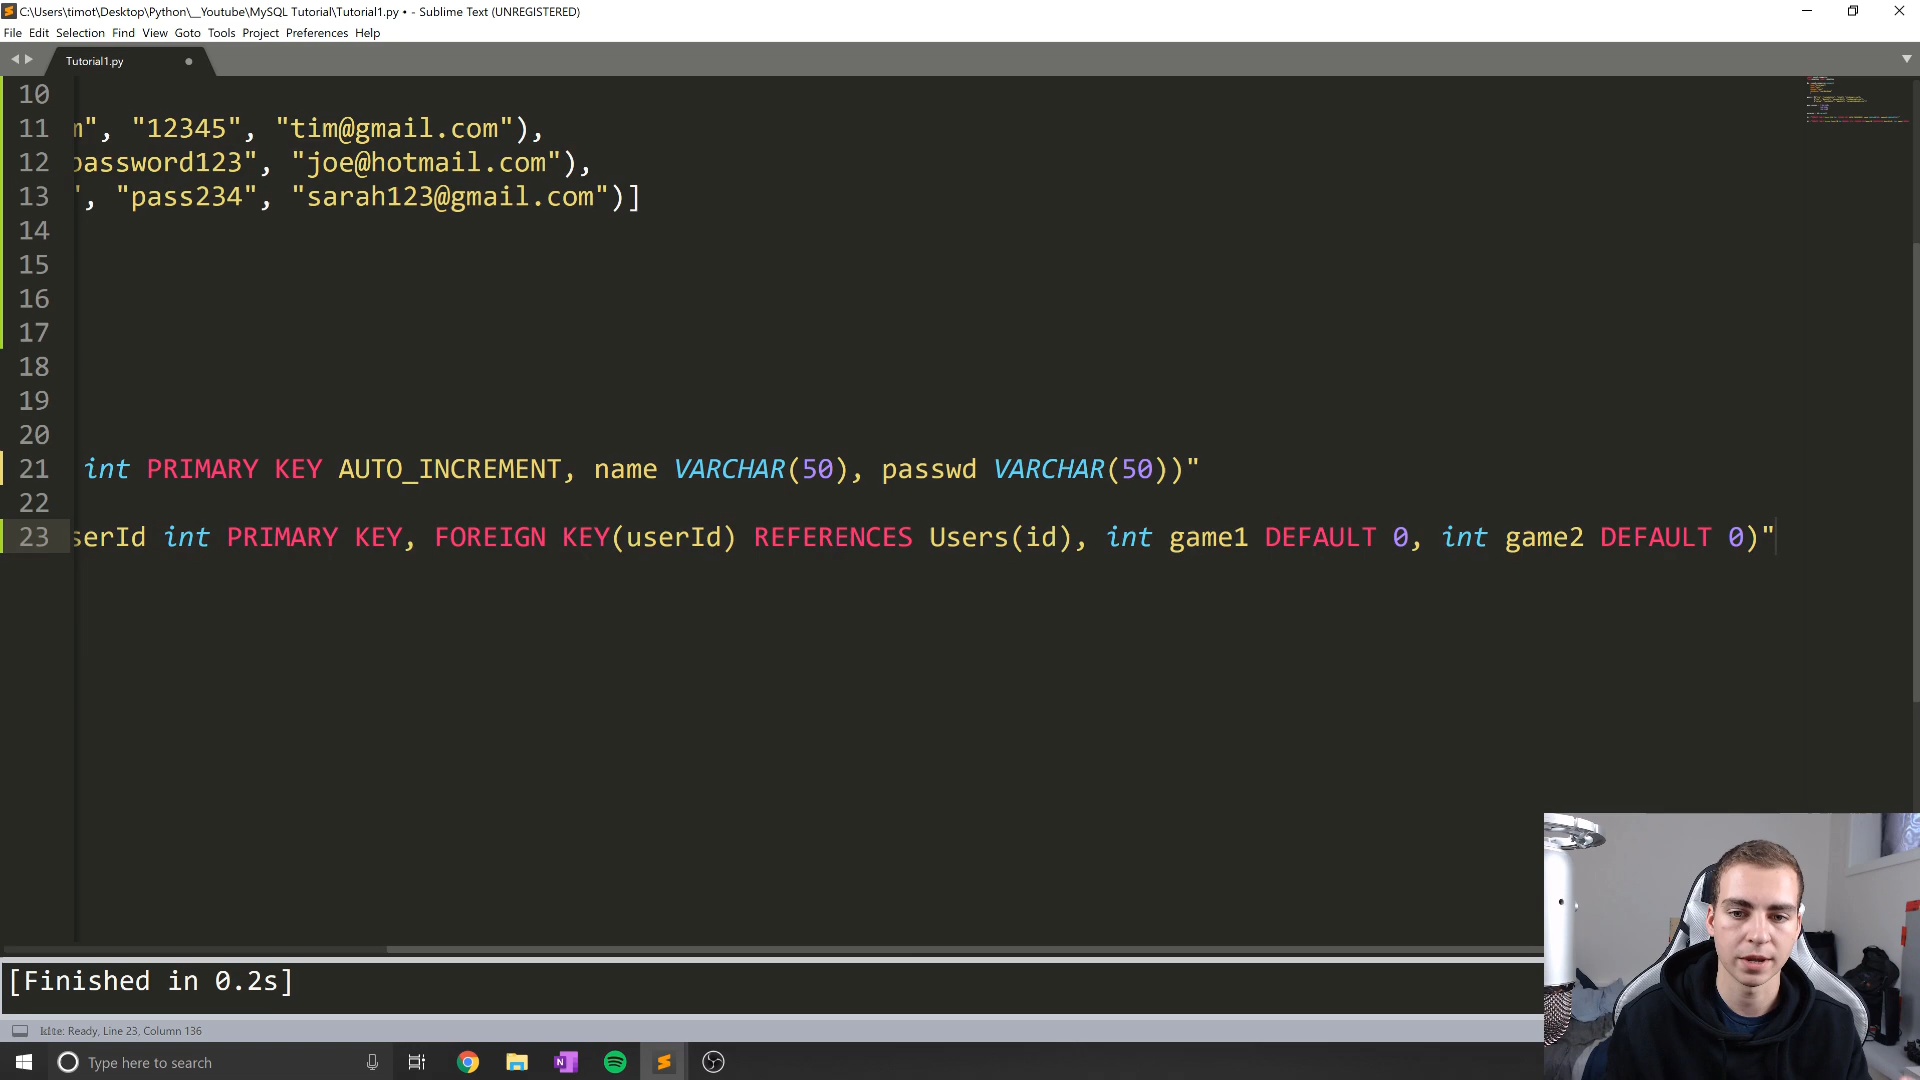 C:\Users\timot\Desktop\Python\__Youtube\MySQL Tutorial\Tutorial1.py • - Sublime Text (UNREGISTERED)
File Edit Selection Find View Goto Tools Project Preferences Help
Tutorial1.py
10
11 m", "12345", "tim@gmail.com"),
12 password123", "joe@hotmail.com"),
13 ", "pass234", "sarah123@gmail.com")]
14
15
16
17
18
19
20
21 int PRIMARY KEY AUTO_INCREMENT, name VARCHAR(50), passwd VARCHAR(50))"
22
23 serId int PRIMARY KEY, FOREIGN KEY(userId) REFERENCES Users(id), int game1 DEFAULT 0, int game2 DEFAULT 0)"
[Finished in 0.2s]
Ready, Line 23, Column 136
Type here to search